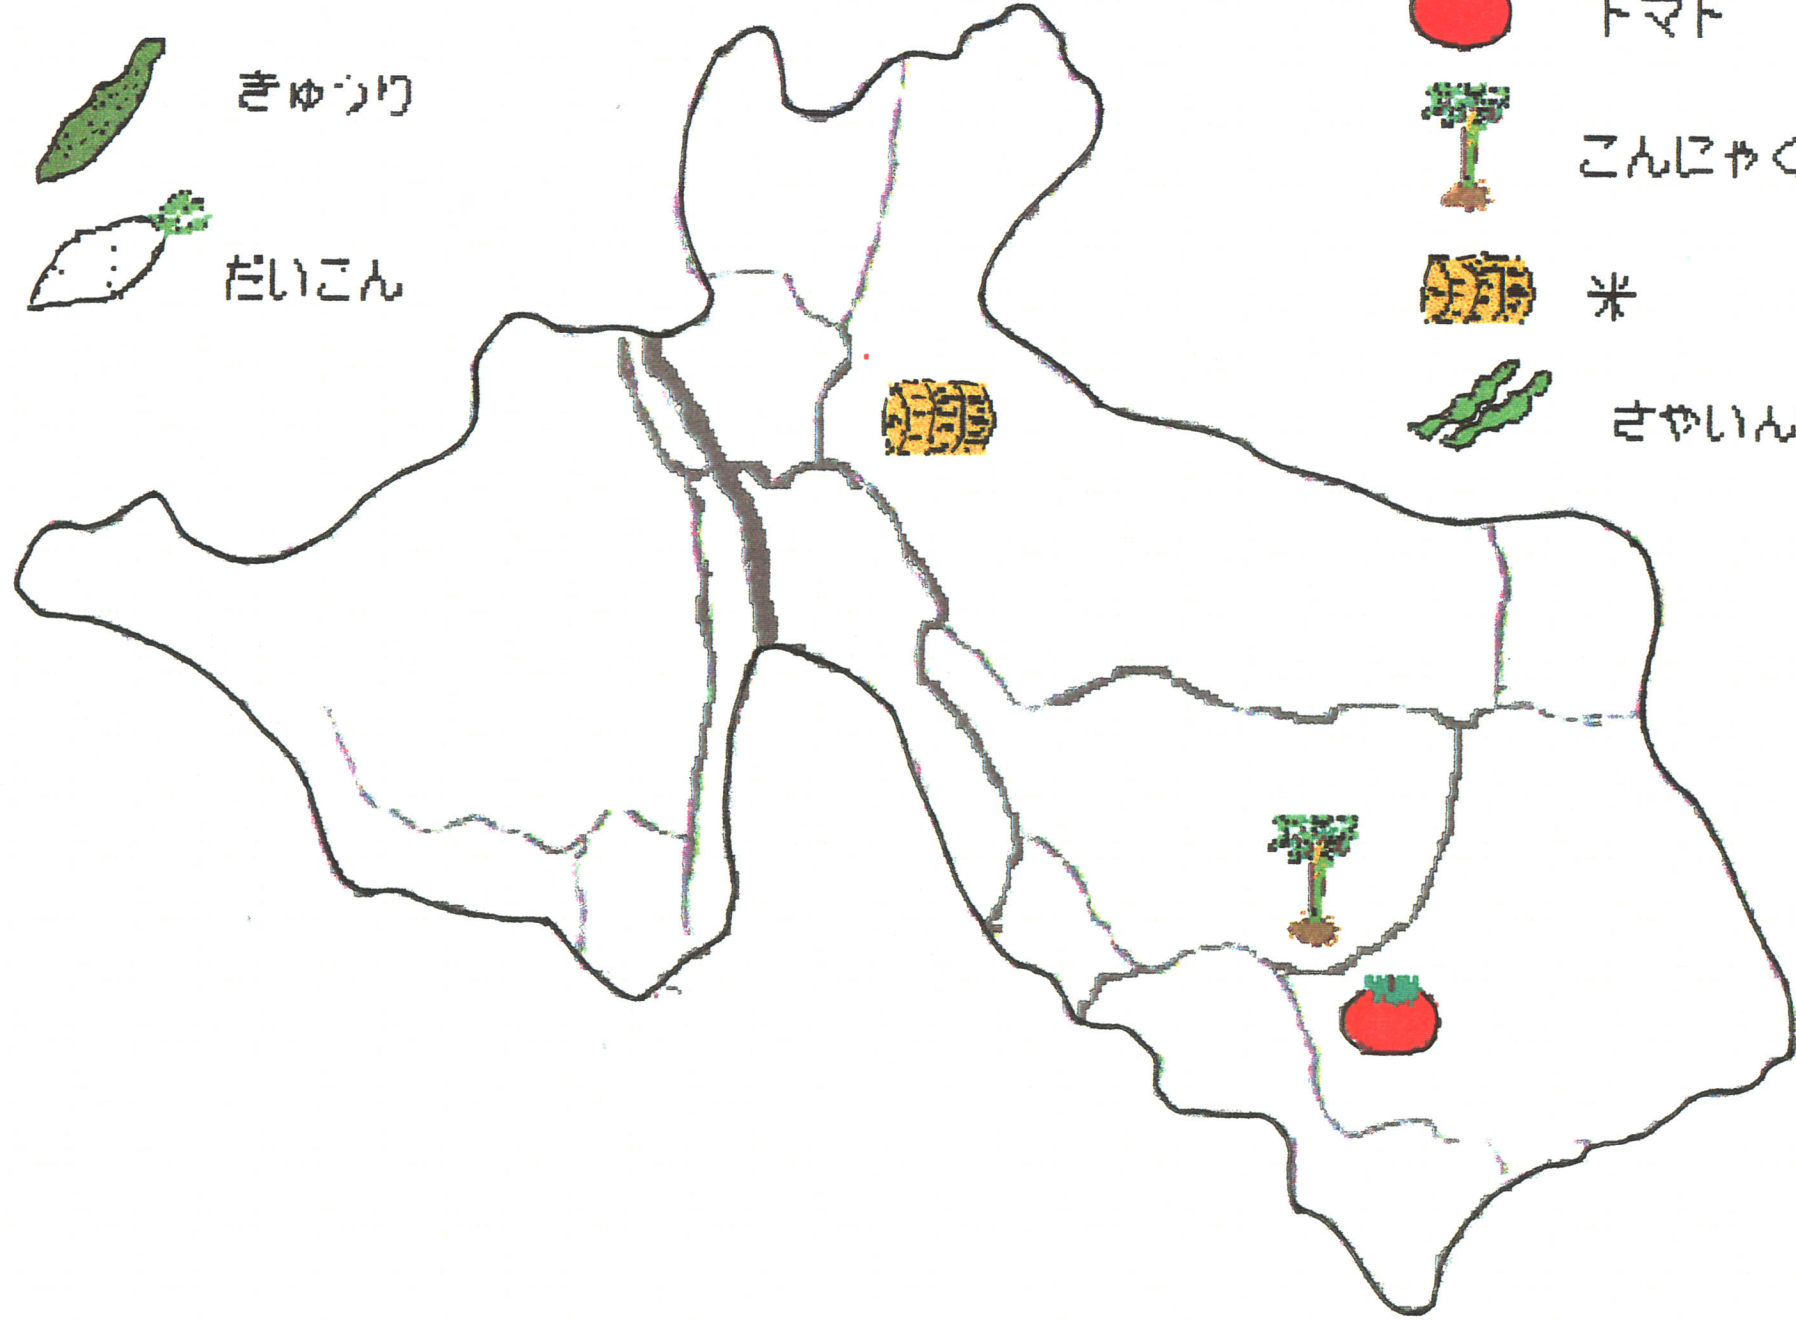 きゅうり
だいこん
トマト
こんにゃく
米
さやいん